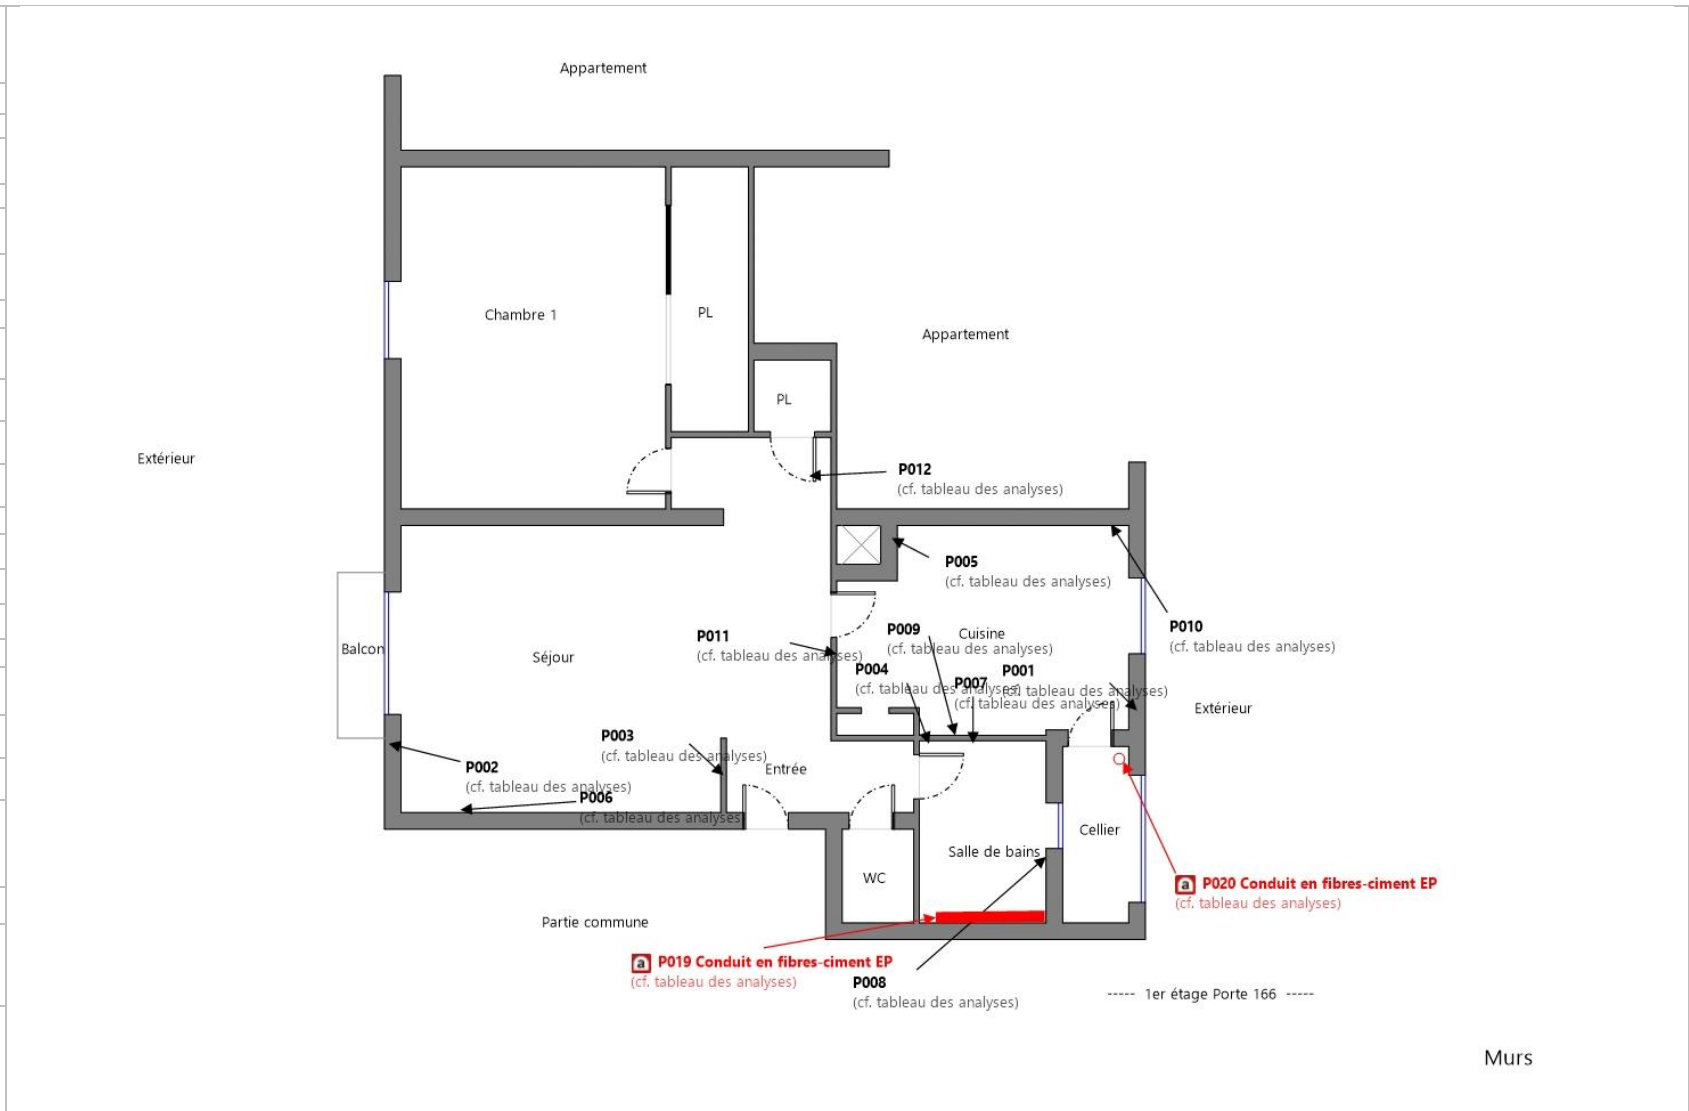 Appartement
Chambre 1
PL
Appartement
PL
Extérieur
P012
(cf. tableau des analyses)
P005
(cf. tableau des analyses)
P010
(cf. tableau des analyses)
P011
(cf. tableau des analyses)
P009
(cf. tableau des analyses)
Cuisine
Balcon
Séjour
P004
(cf. tableau des analyses)
P007
(cf. tableau des analyses)
P001
(cf. tableau des analyses)
Extérieur
P003
(cf. tableau des analyses)
Entrée
P002
(cf. tableau des analyses)
P006
(cf. tableau des analyses)
Cellier
Salle de bains
WC
a P020 Conduit en fibres-ciment EP
(cf. tableau des analyses)
Partie commune
a P019 Conduit en fibres-ciment EP
(cf. tableau des analyses)
P008
(cf. tableau des analyses)
----- 1er étage Porte 166 -----
Murs